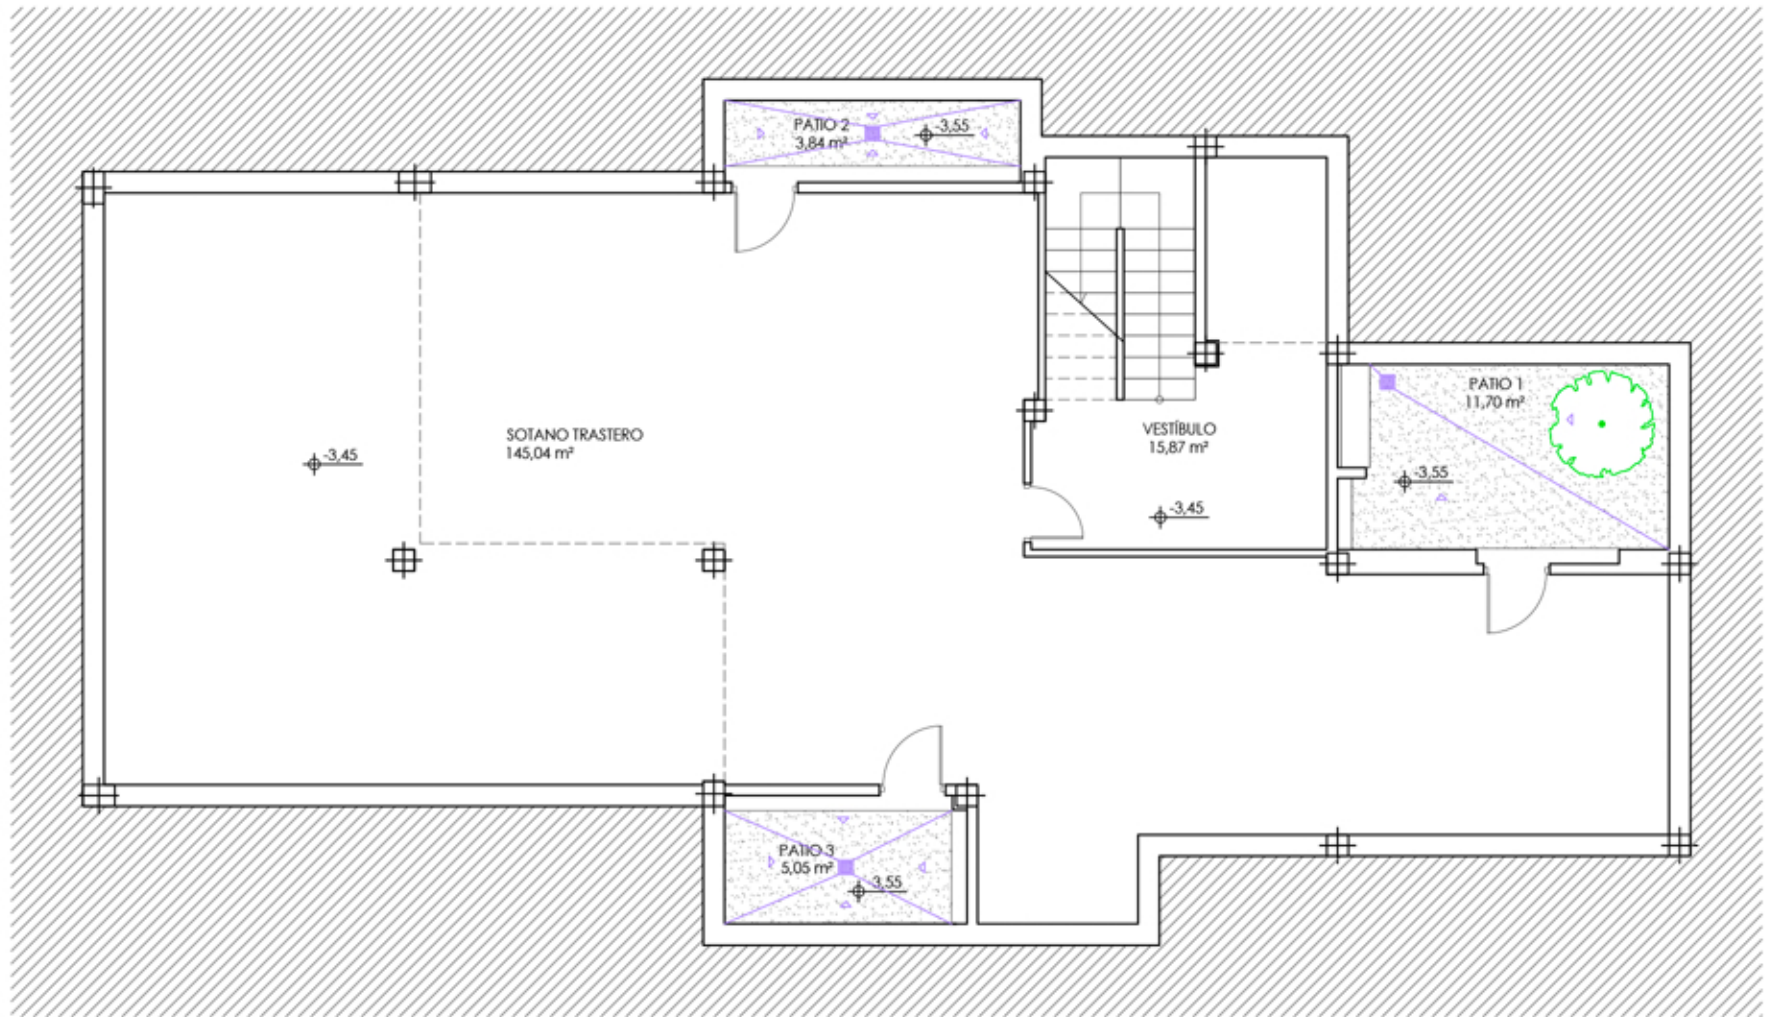 PATIO 2
3,84 m²
-3,55
PATIO 1
11,70 m²
-3,55
SOTANO TRASTERO
145,04 m²
-3,45
VESTÍBULO
15,87 m²
-3,45
PATIO 3
5,05 m²
-3,55